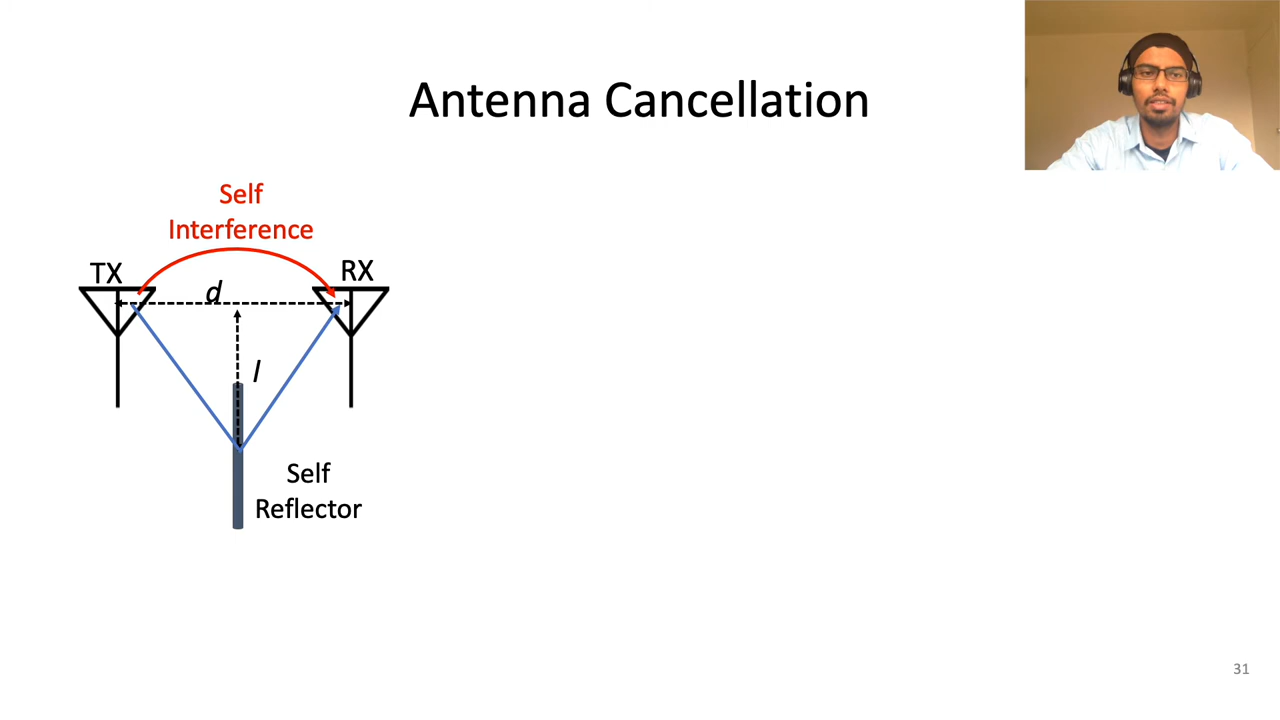 Antenna Cancellation
Self
Interference
TX
RX
d
l
Self
Reflector
31